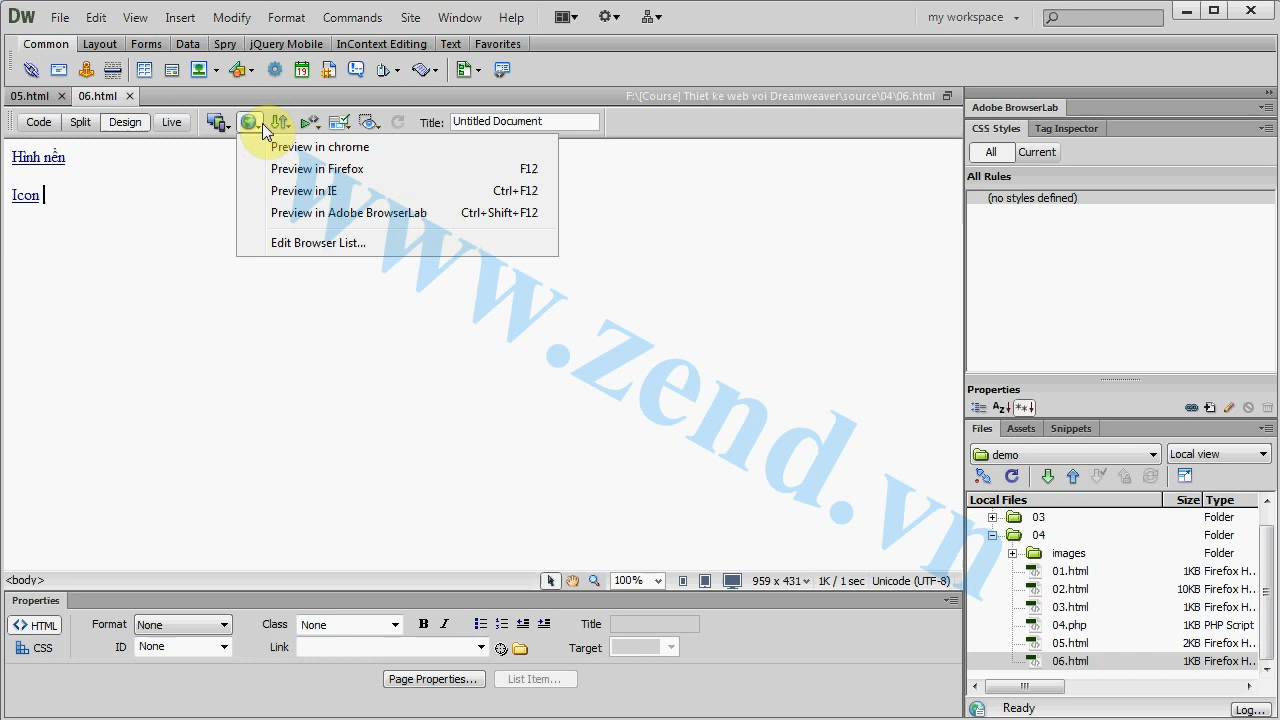 Dw File Edit View Insert Modify Format Commands Site Window Help my workspace
Common Layout Forms Data Spry jQuery Mobile InContext Editing Text Favorites
05.html 06.html F:\[Course] Thiet ke web voi Dreamweaver\source\04\06.html
Code Split Design Live Title: Untitled Document
Hình nền
Icon
Preview in chrome
Preview in Firefox F12
Preview in IE Ctrl+F12
Preview in Adobe BrowserLab Ctrl+Shift+F12
Edit Browser List...
www.zend.vn
Adobe BrowserLab
CSS Styles Tag Inspector
All Current
All Rules
(no styles defined)
Properties
Files Assets Snippets
demo Local view
Local Files Size Type
03 Folder
04 Folder
images Folder
01.html 1KB Firefox H..
02.html 10KB Firefox H..
03.html 1KB Firefox H..
04.php 1KB PHP Script
05.html 2KB Firefox H..
06.html 1KB Firefox H..
Ready Log...
<body> 100% 959 x 431 1K / 1 sec Unicode (UTF-8)
Properties
<> HTML Format None Class None B I Title
CSS ID None Link Target
Page Properties... List Item...